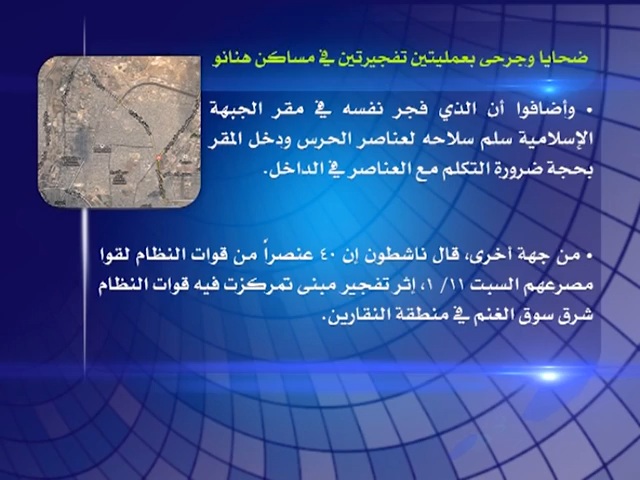 ضحايا وجرحى بعمليتين تفجيرتين في مساكن هنانو
• وأضافوا أن الذي فجر نفسه في مقر الجبهة
الإسلامية سلم سلاحه لعناصر الحرس ودخل المقر
بحجة ضرورة التكلم مع العناصر في الداخل.
• من جهة أخرى، قال ناشطون إن ٤٠ عنصراً من قوات النظام لقوا
مصرعهم السبت ١١/ ١، إثر تفجير مبنى تمركزت فيه قوات النظام
شرق سوق الغنم في منطقة النقارين.